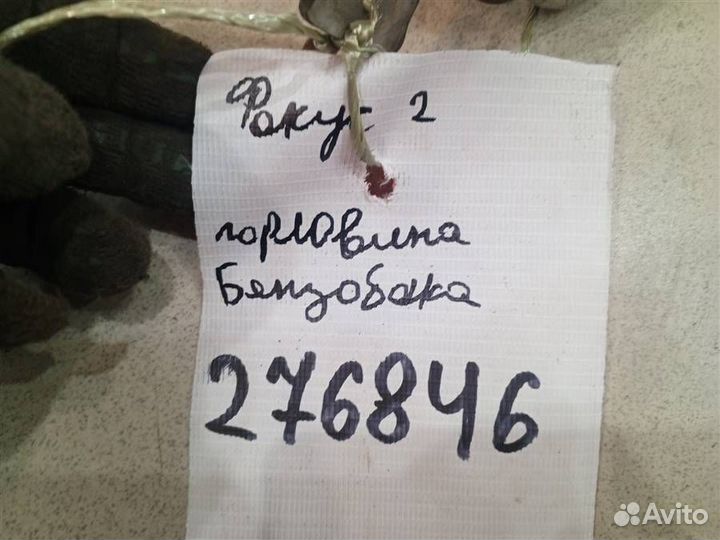 Фокус 2
горловина
Бензобака
276846
Avito